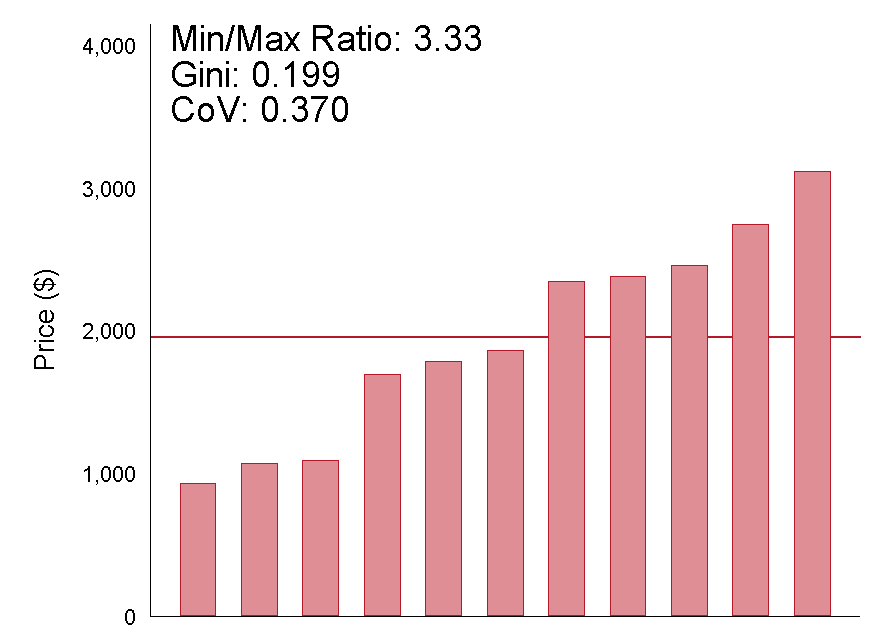 Min/Max Ratio: 3.33
Gini: 0.199
CoV: 0.370
4,000
3,000
2,000
1,000
0
Price ($)